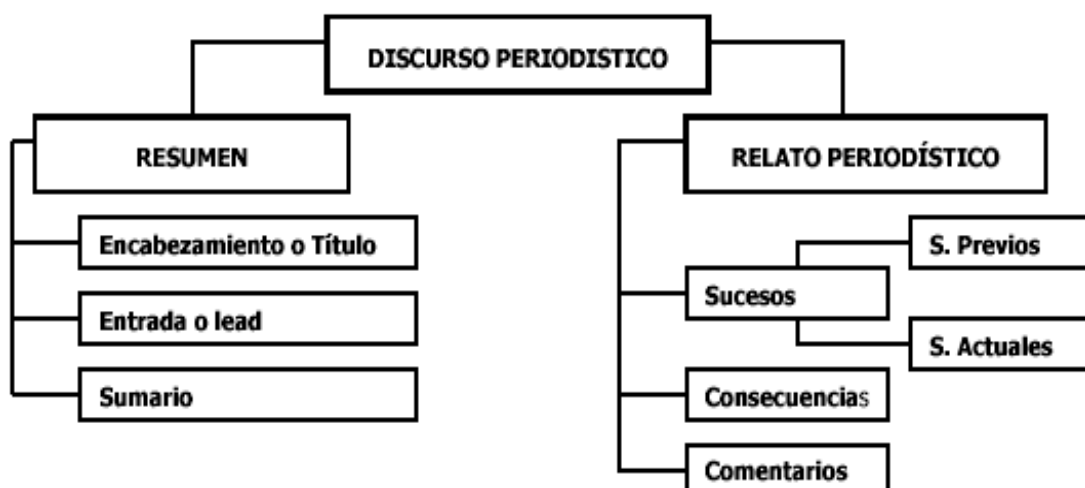 DISCURSO PERIODISTICO
RESUMEN
Encabezamiento o Título
Entrada o lead
Sumario
RELATO PERIODÍSTICO
Sucesos
S. Previos
S. Actuales
Consecuencias
Comentarios